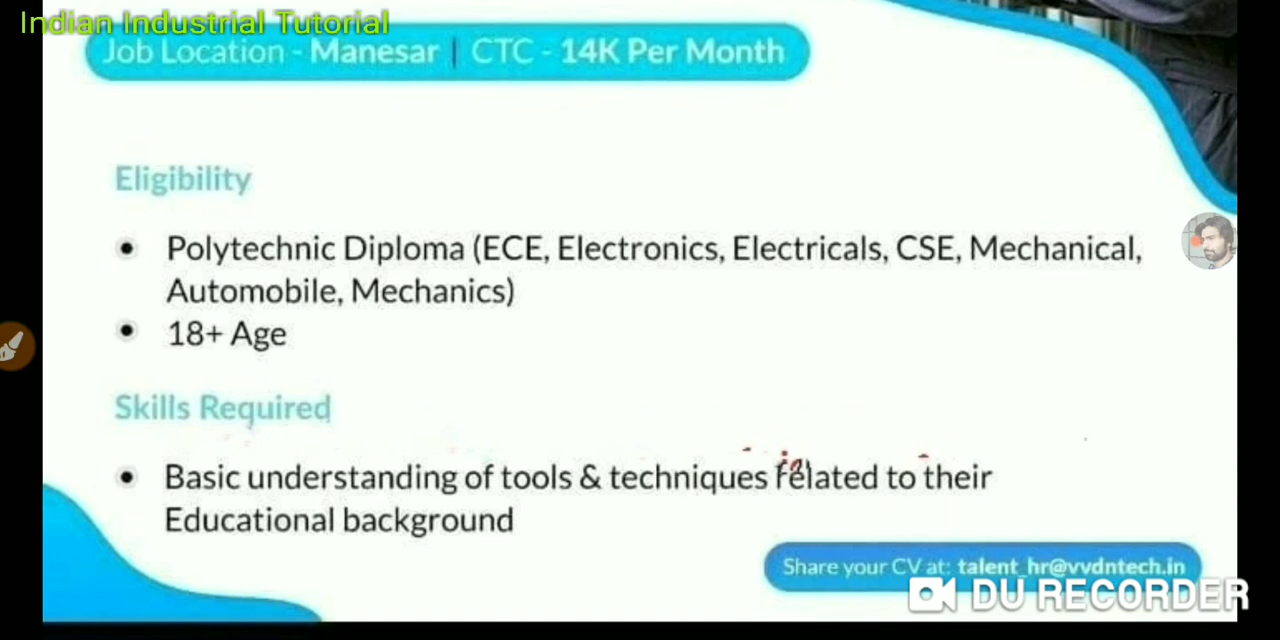 Indian Industrial Tutorial
Job Location - Manesar | CTC - 14K Per Month
Eligibility
• Polytechnic Diploma (ECE, Electronics, Electricals, CSE, Mechanical,
Automobile, Mechanics)
• 18+ Age
Skills Required
• Basic understanding of tools & techniques related to their
Educational background
Share your CV at: talent_hr@vvdntech.in
DU RECORDER